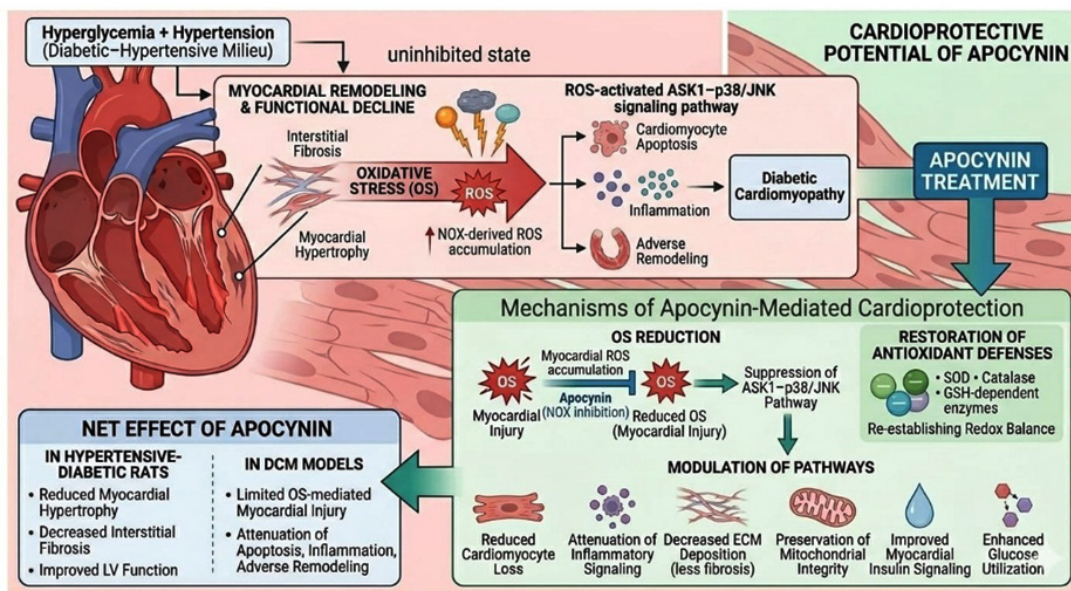 Hyperglycemia + Hypertension
(Diabetic–Hypertensive Milieu)
uninhibited state
CARDIOPROTECTIVE
POTENTIAL OF APOCYNIN
MYOCARDIAL REMODELING
& FUNCTIONAL DECLINE
Interstitial
Fibrosis
Myocardial
Hypertrophy
OXIDATIVE
STRESS (OS)
ROS
↑ NOX-derived ROS
accumulation
ROS-activated ASK1–p38/JNK
signaling pathway
Cardiomyocyte
Apoptosis
Inflammation
Adverse
Remodeling
Diabetic
Cardiomyopathy
APOCYNIN
TREATMENT
Mechanisms of Apocynin-Mediated Cardioprotection
OS REDUCTION
OS
Myocardial
Injury
Myocardial ROS
accumulation
Apocynin
(NOX inhibition)
OS
Reduced OS
(Myocardial Injury)
Suppression of
ASK1–p38/JNK
Pathway
RESTORATION OF
ANTIOXIDANT DEFENSES
• SOD • Catalase
• GSH-dependent
enzymes
Re-establishing Redox Balance
MODULATION OF PATHWAYS
Reduced
Cardiomyocyte
Loss
Attenuation of
Inflammatory
Signaling
Decreased ECM
Deposition
(less fibrosis)
Preservation of
Mitochondrial
Integrity
Improved
Myocardial
Insulin Signaling
Enhanced
Glucose
Utilization
NET EFFECT OF APOCYNIN
IN HYPERTENSIVE-
DIABETIC RATS
• Reduced Myocardial
Hypertrophy
• Decreased Interstitial
Fibrosis
• Improved LV Function
IN DCM MODELS
• Limited OS-mediated
Myocardial Injury
• Attenuation of
Apoptosis, Inflammation,
Adverse Remodeling